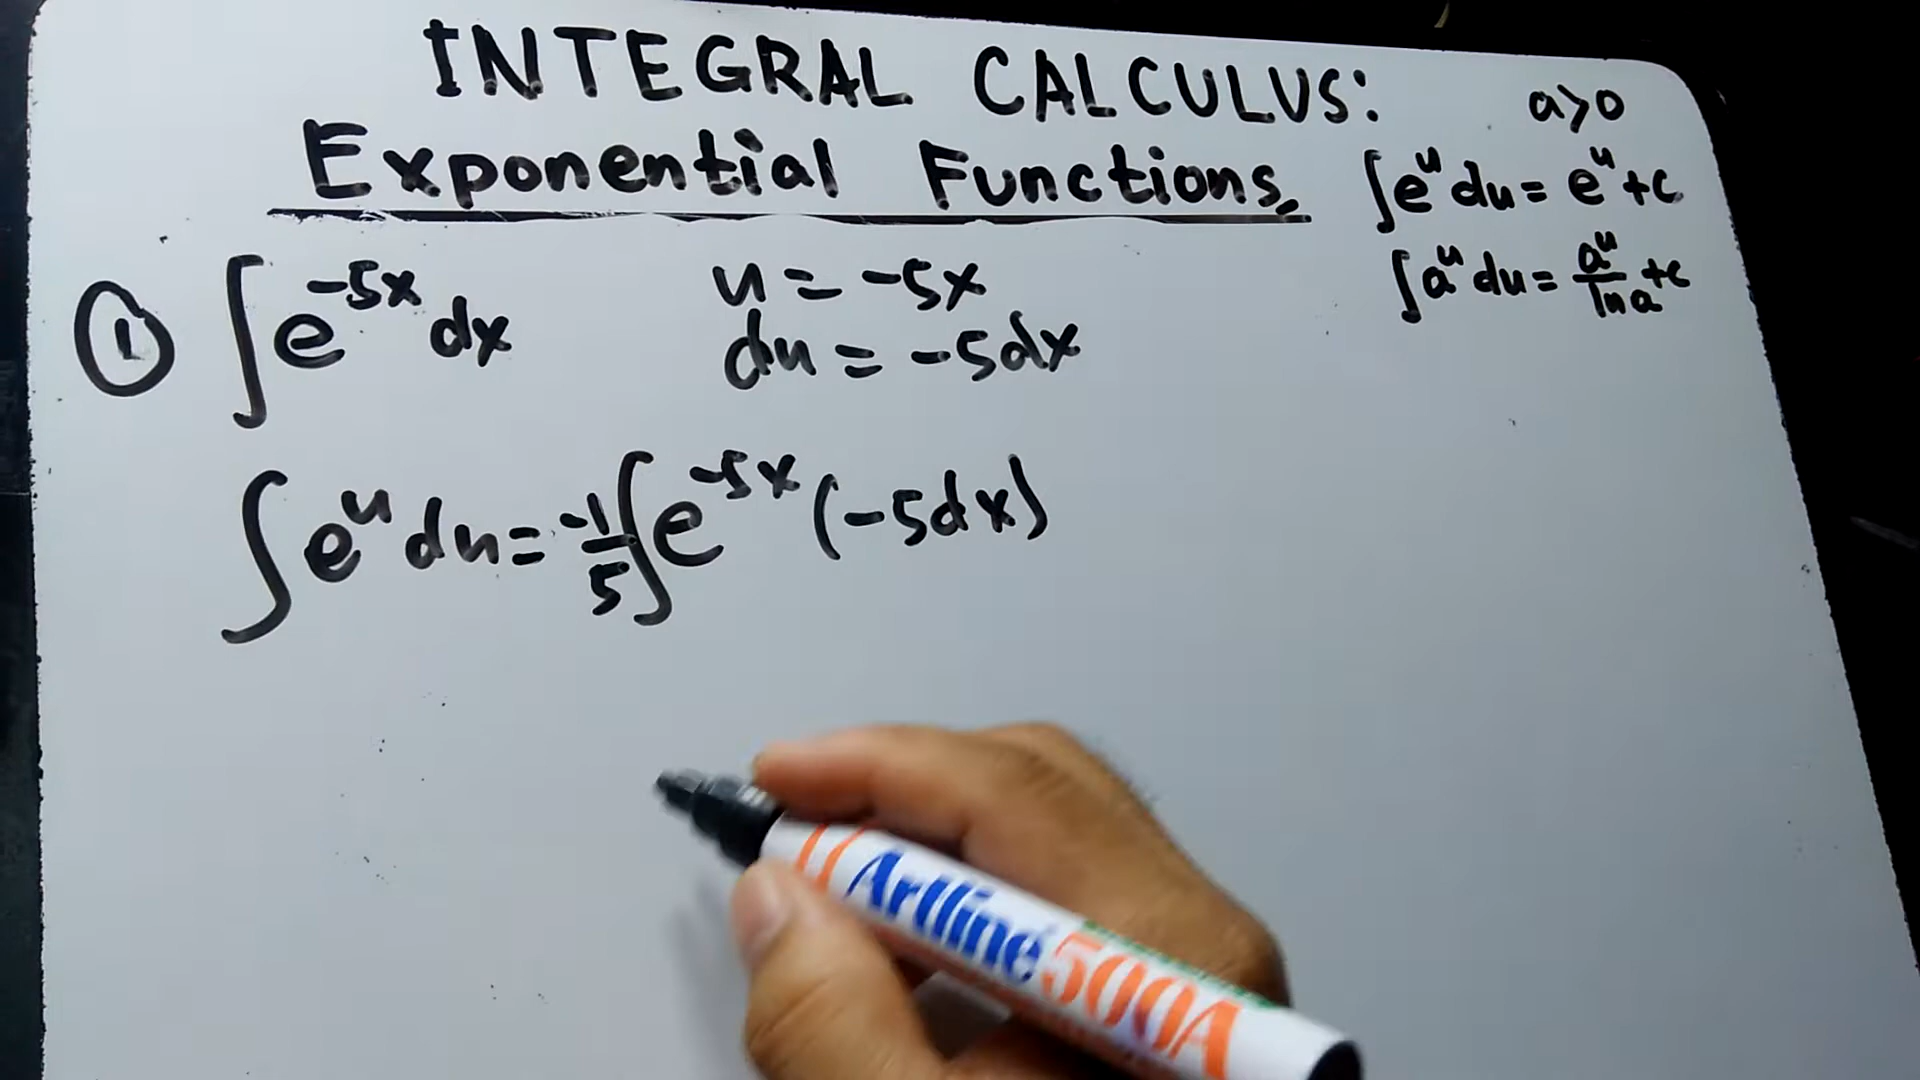 INTEGRAL CALCULUS:
Exponential Functions.
a>0
∫e^u du = e^u + c
∫a^u du = a^u/ln a + c
① ∫e^-5x dx
u = -5x
du = -5dx
∫e^u du = -1/5 ∫e^-5x (-5dx)
Artline 500A